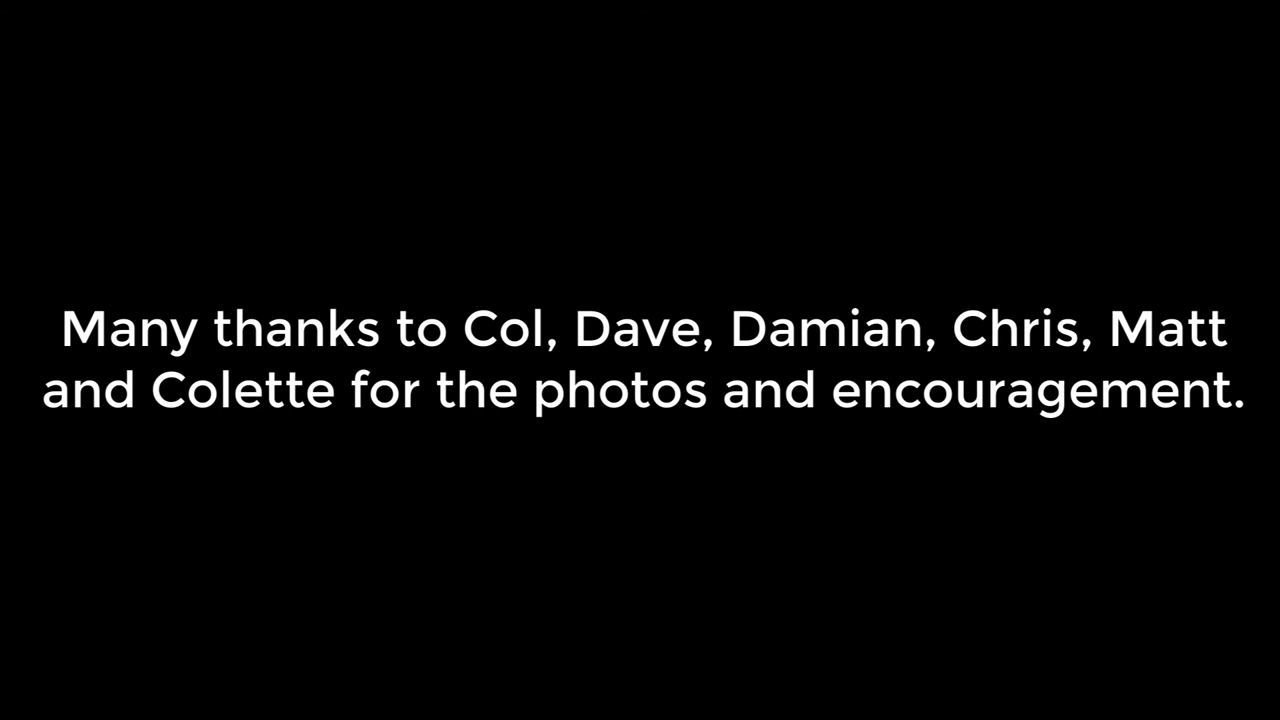 Many thanks to Col, Dave, Damian, Chris, Matt
and Colette for the photos and encouragement.